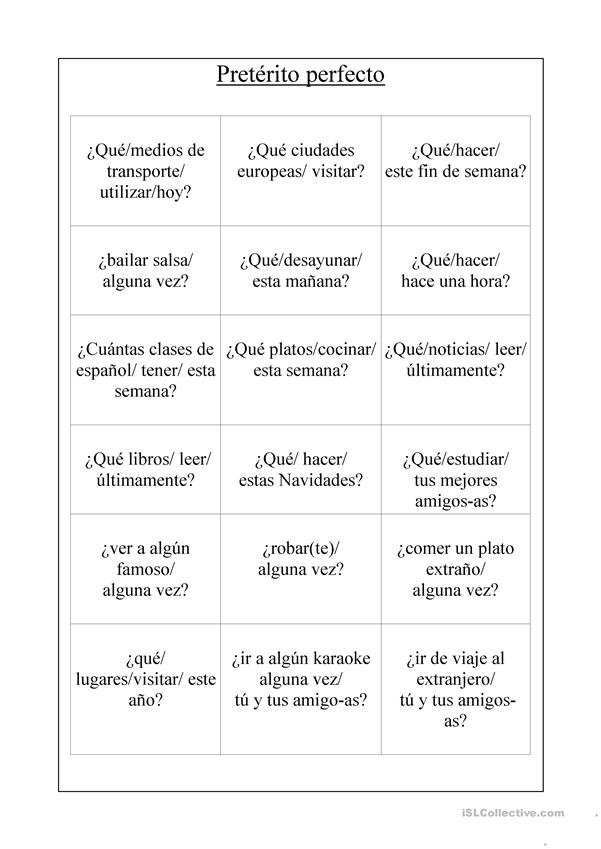 Pretérito perfecto
¿Qué/medios de
transporte/
utilizar/hoy?
¿Qué ciudades
europeas/ visitar?
¿Qué/hacer/
este fin de semana?
¿bailar salsa/
alguna vez?
¿Qué/desayunar/
esta mañana?
¿Qué/hacer/
hace una hora?
¿Cuántas clases de
español/ tener/ esta
semana?
¿Qué platos/cocinar/
esta semana?
¿Qué/noticias/ leer/
últimamente?
¿Qué libros/ leer/
últimamente?
¿Qué/ hacer/
estas Navidades?
¿Qué/estudiar/
tus mejores
amigos-as?
¿ver a algún
famoso/
alguna vez?
¿robar(te)/
alguna vez?
¿comer un plato
extraño/
alguna vez?
¿qué/
lugares/visitar/ este
año?
¿ir a algún karaoke
alguna vez/
tú y tus amigo-as?
¿ir de viaje al
extranjero/
tú y tus amigos-
as?
iSLCollective.com